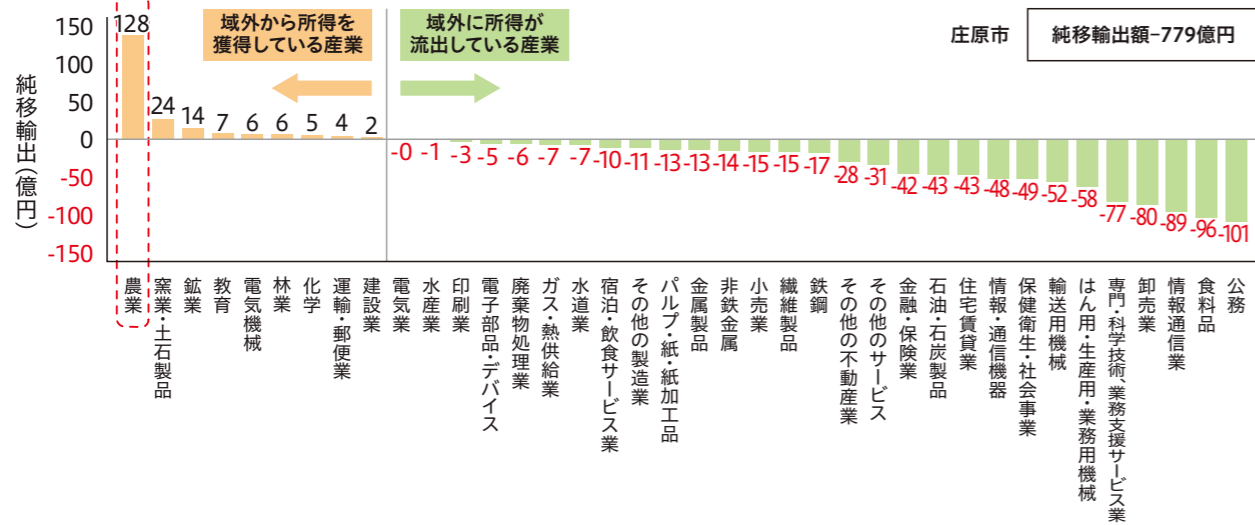 域外から所得を
獲得している産業
域外に所得が
流出している産業
庄原市
純移輸出額−779億円
純移輸出(億円)
150
100
50
0
-50
-100
-150
128
24
14
7
6
6
5
4
2
-0
-1
-3
-5
-6
-7
-7
-10
-11
-13
-13
-14
-15
-15
-17
-28
-31
-42
-43
-43
-48
-49
-52
-58
-77
-80
-89
-96
-101
農業
窯業・土石製品
鉱業
教育
電気機械
林業
化学
運輸・郵便業
建設業
電気業
水産業
印刷業
電子部品・デバイス
廃棄物処理業
ガス・熱供給業
水道業
宿泊・飲食サービス業
その他の製造業
パルプ・紙・紙加工品
金属製品
非鉄金属
小売業
繊維製品
鉄鋼
その他の不動産業
その他のサービス
金融・保険業
石油・石炭製品
住宅賃貸業
情報・通信機器
保健衛生・社会事業
輸送用機械
はん用・生産用・業務用機械
専門・科学技術、業務支援サービス業
卸売業
情報通信業
食料品
公務